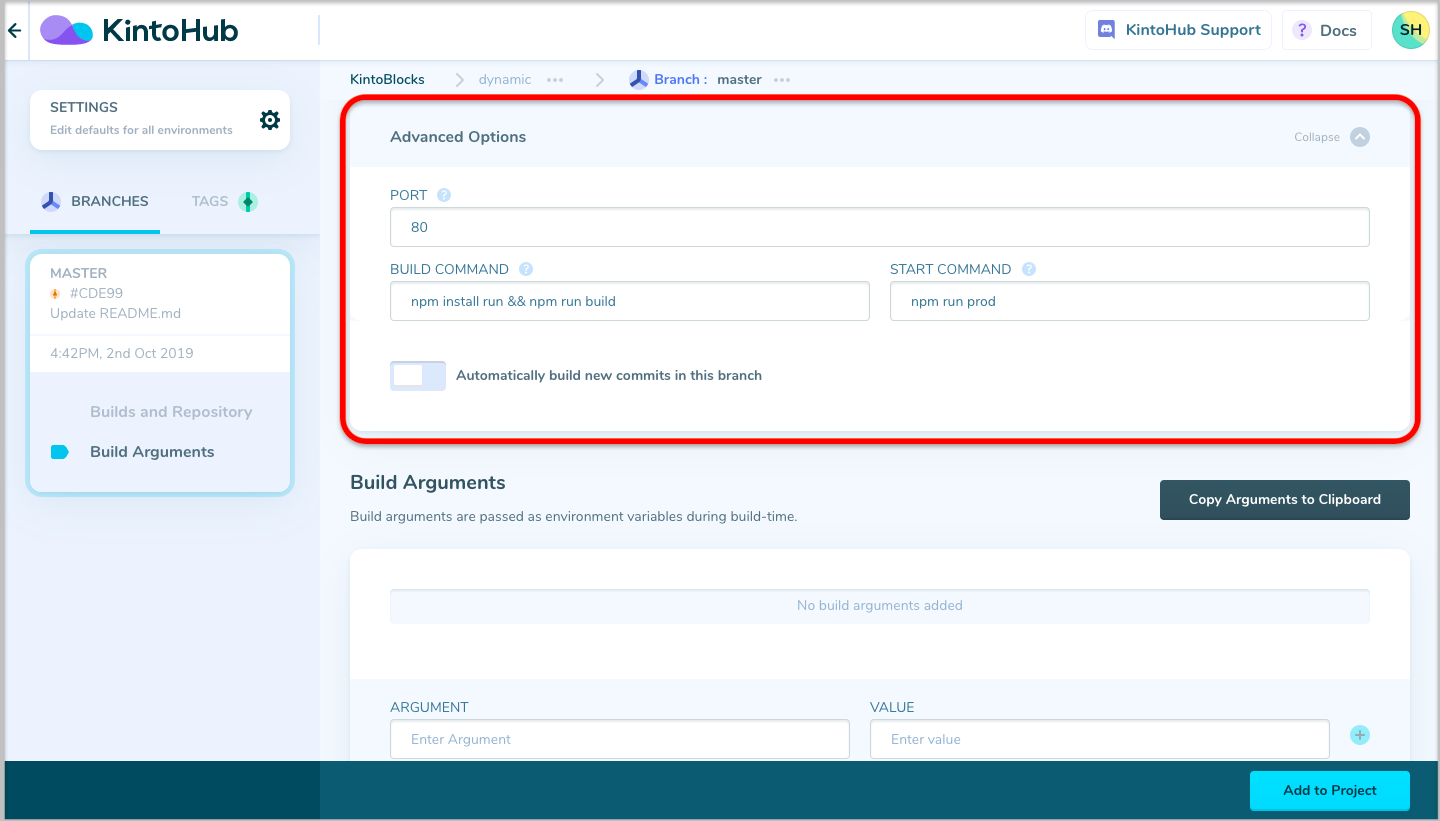 KintoHub
KintoHub Support
? Docs
SH
KintoBlocks
dynamic
Branch : master
SETTINGS
Edit defaults for all environments
BRANCHES
TAGS
MASTER
#CDE99
Update README.md
4:42PM, 2nd Oct 2019
Builds and Repository
Build Arguments
Advanced Options
Collapse
PORT ?
80
BUILD COMMAND ?
npm install run && npm run build
START COMMAND ?
npm run prod
Automatically build new commits in this branch
Build Arguments
Build arguments are passed as environment variables during build-time.
Copy Arguments to Clipboard
No build arguments added
ARGUMENT
Enter Argument
VALUE
Enter value
Add to Project